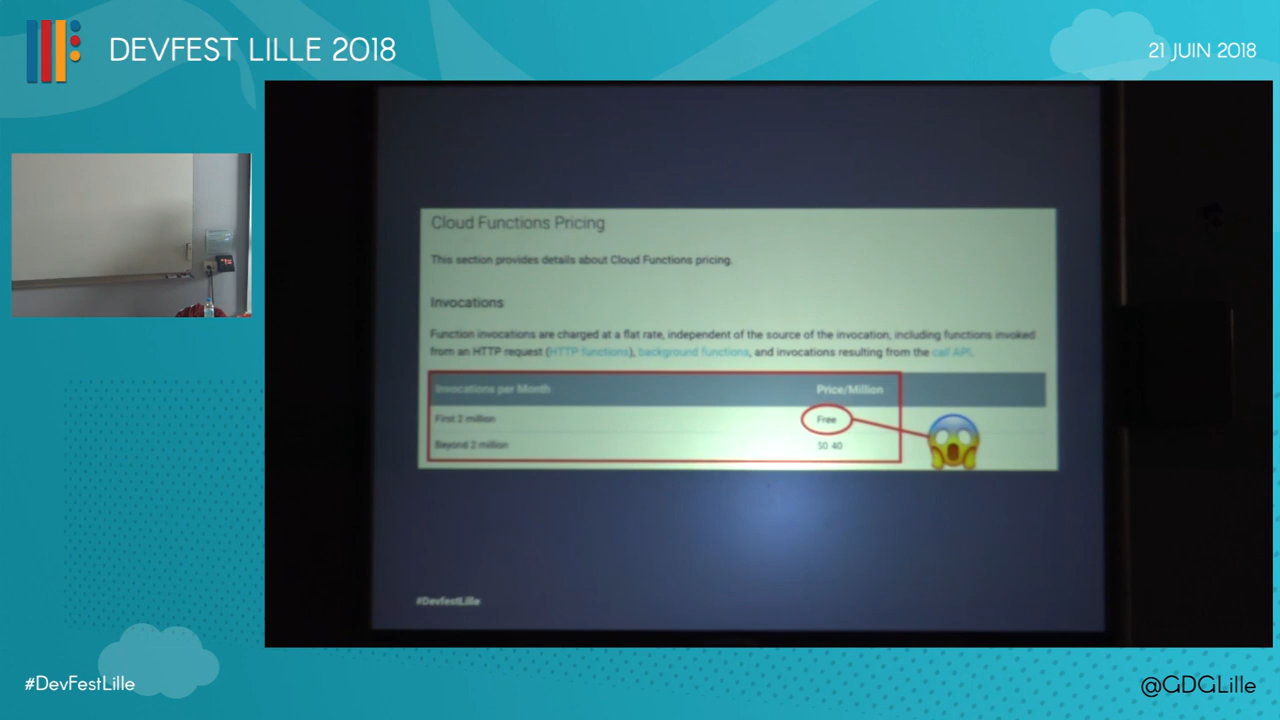 DEVFEST LILLE 2018
21 JUIN 2018
Cloud Functions Pricing
This section provides details about Cloud Functions pricing.
Invocations
Function invocations are charged at a flat rate, independent of the source of the invocation, including functions invoked
from an HTTP request (HTTP functions), background functions, and invocations resulting from the call API.
Invocations per Month Price/Million
First 2 million Free
Beyond 2 million $0.40
#DevfestLille
#DevFestLille
@GDGLille